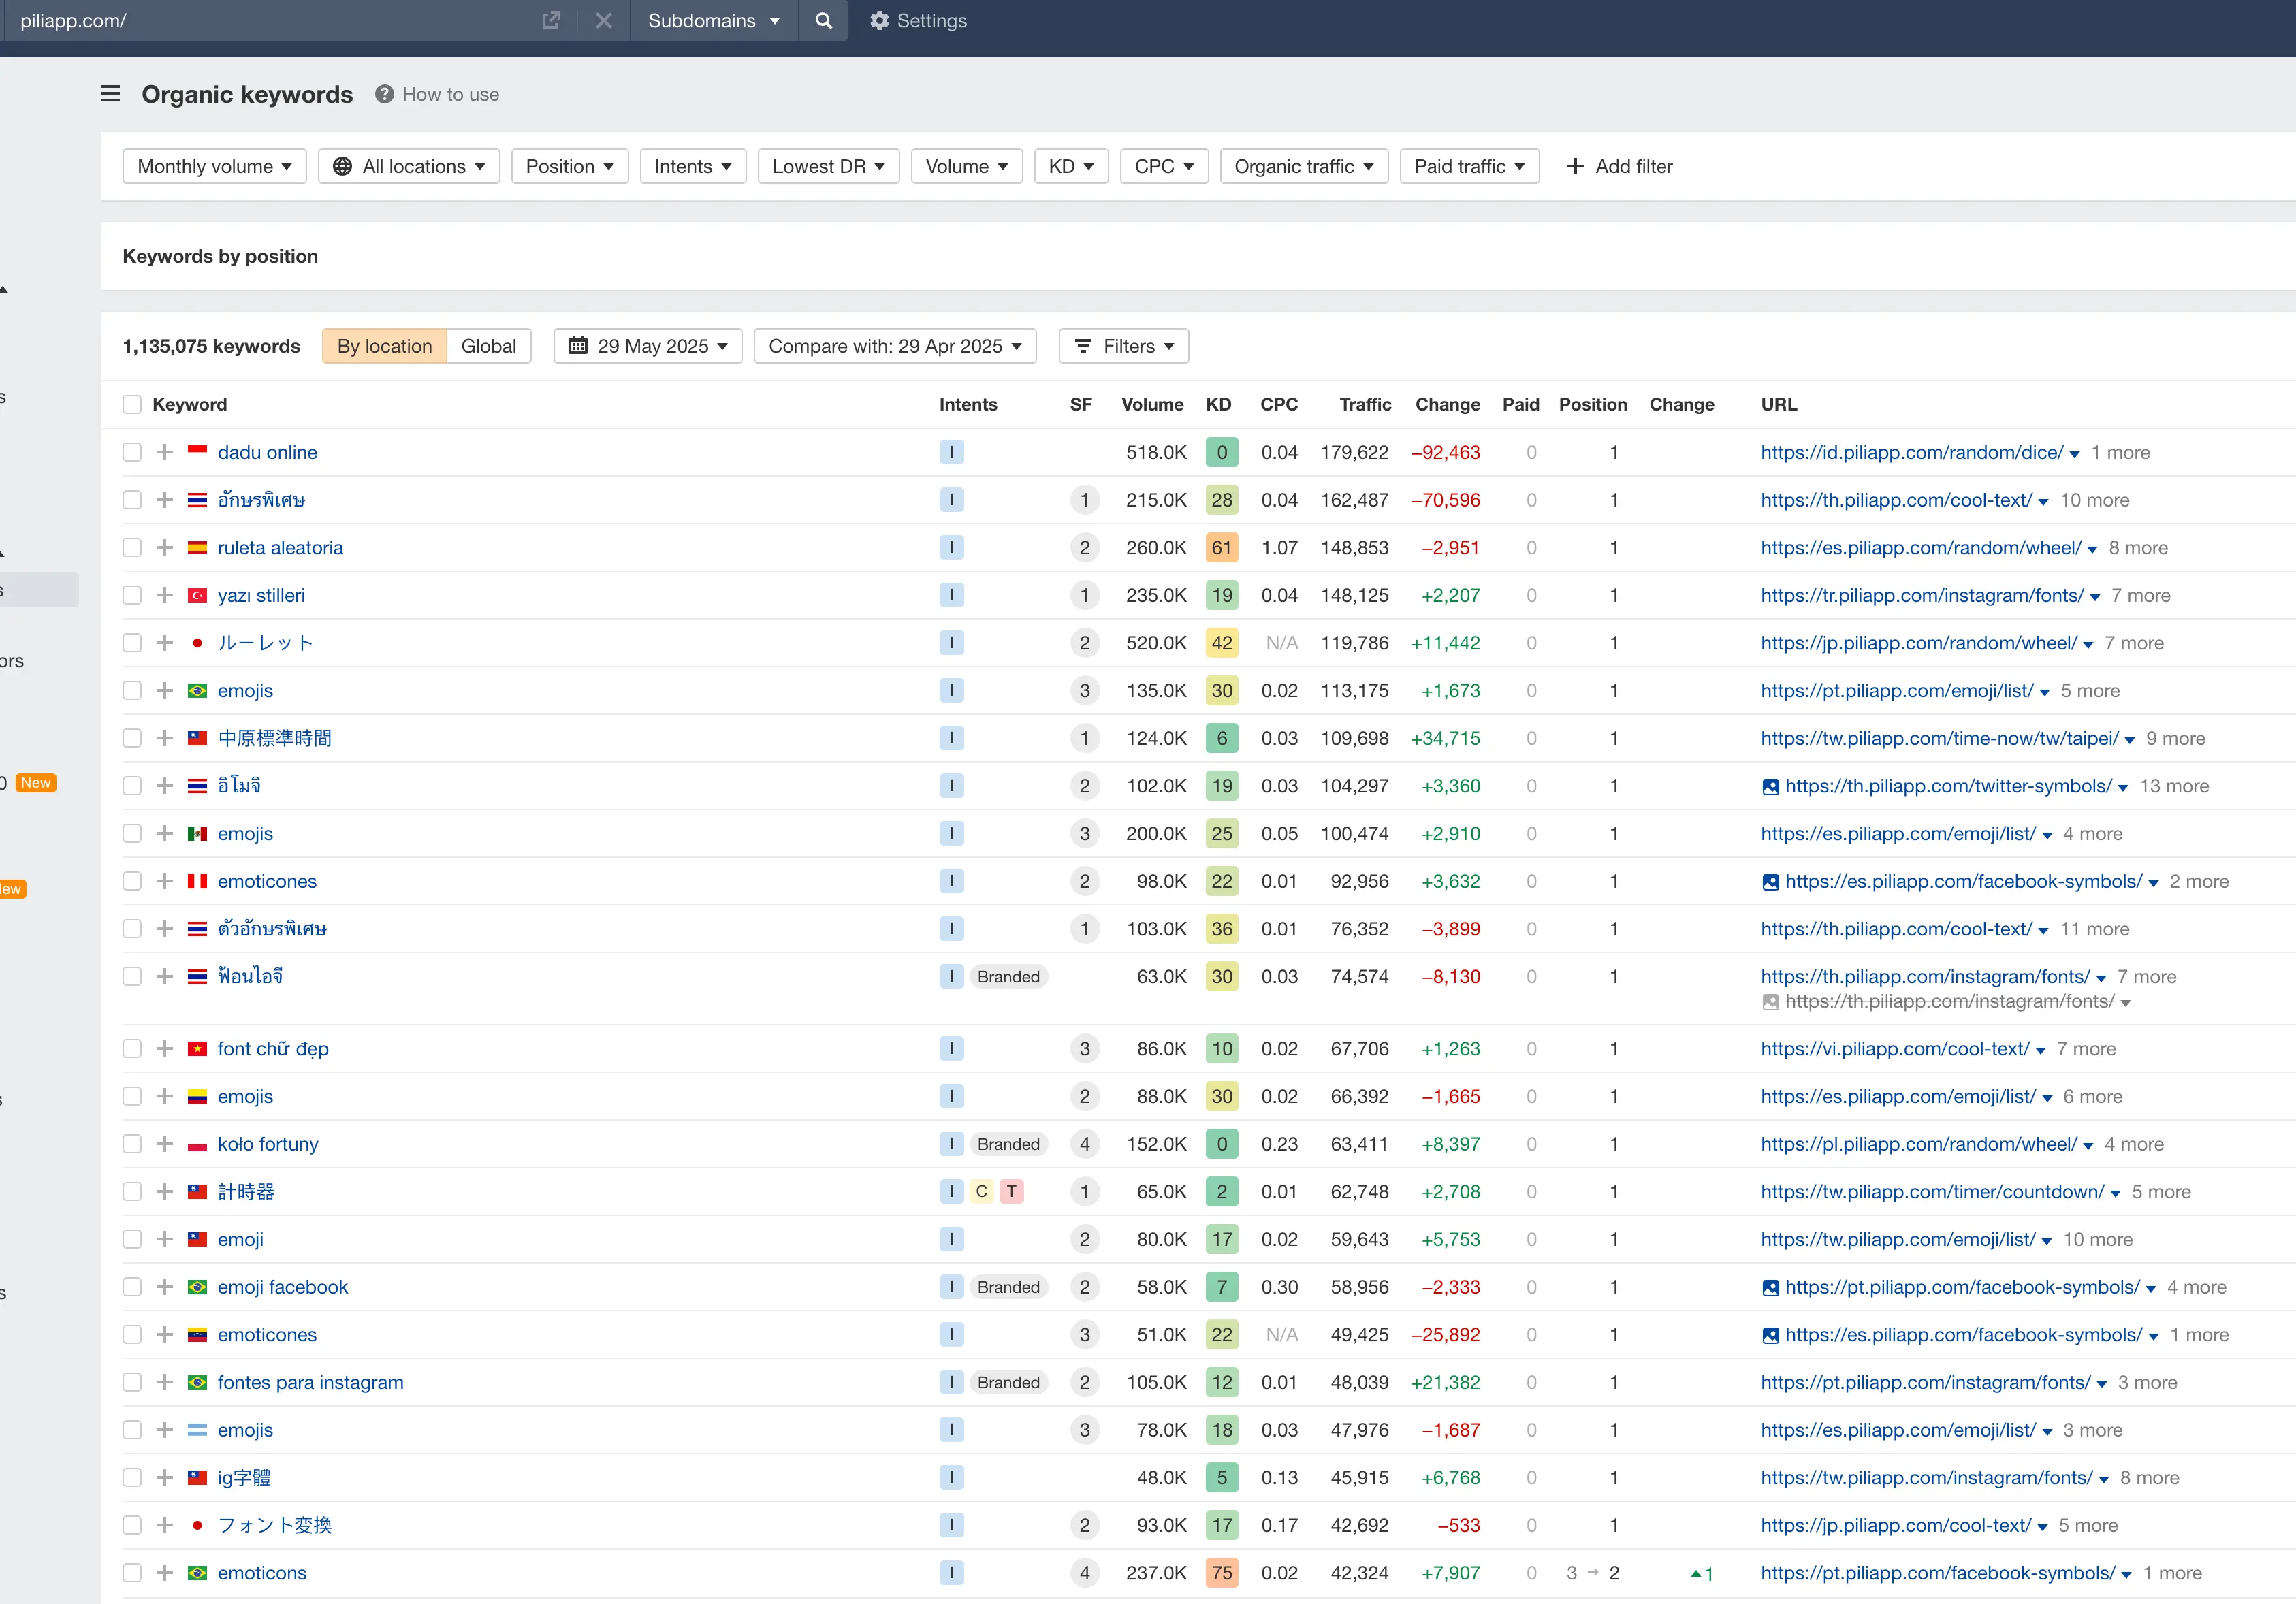 piliapp.com/ Subdomains Settings
Organic keywords How to use
Monthly volume All locations Position Intents Lowest DR Volume KD CPC Organic traffic Paid traffic Add filter
Keywords by position
1,135,075 keywords By location Global 29 May 2025 Compare with: 29 Apr 2025 Filters
Keyword Intents SF Volume KD CPC Traffic Change Paid Position Change URL
dadu online I 518.0K 0 0.04 179,622 −92,463 0 1 https://id.piliapp.com/random/dice/ 1 more
อักษรพิเศษ I 1 215.0K 28 0.04 162,487 −70,596 0 1 https://th.piliapp.com/cool-text/ 10 more
ruleta aleatoria I 2 260.0K 61 1.07 148,853 −2,951 0 1 https://es.piliapp.com/random/wheel/ 8 more
yazı stilleri I 1 235.0K 19 0.04 148,125 +2,207 0 1 https://tr.piliapp.com/instagram/fonts/ 7 more
ルーレット I 2 520.0K 42 N/A 119,786 +11,442 0 1 https://jp.piliapp.com/random/wheel/ 7 more
ors
emojis I 3 135.0K 30 0.02 113,175 +1,673 0 1 https://pt.piliapp.com/emoji/list/ 5 more
中原標準時間 I 1 124.0K 6 0.03 109,698 +34,715 0 1 https://tw.piliapp.com/time-now/tw/taipei/ 9 more
New
อิโมจิ I 2 102.0K 19 0.03 104,297 +3,360 0 1 https://th.piliapp.com/twitter-symbols/ 13 more
emojis I 3 200.0K 25 0.05 100,474 +2,910 0 1 https://es.piliapp.com/emoji/list/ 4 more
emoticones I 2 98.0K 22 0.01 92,956 +3,632 0 1 https://es.piliapp.com/facebook-symbols/ 2 more
ew
ตัวอักษรพิเศษ I 1 103.0K 36 0.01 76,352 −3,899 0 1 https://th.piliapp.com/cool-text/ 11 more
ฟ้อนไอจี I Branded 63.0K 30 0.03 74,574 −8,130 0 1 https://th.piliapp.com/instagram/fonts/ 7 more
https://th.piliapp.com/instagram/fonts/
font chữ đẹp I 3 86.0K 10 0.02 67,706 +1,263 0 1 https://vi.piliapp.com/cool-text/ 7 more
emojis I 2 88.0K 30 0.02 66,392 −1,665 0 1 https://es.piliapp.com/emoji/list/ 6 more
koło fortuny I Branded 4 152.0K 0 0.23 63,411 +8,397 0 1 https://pl.piliapp.com/random/wheel/ 4 more
計時器 I C T 1 65.0K 2 0.01 62,748 +2,708 0 1 https://tw.piliapp.com/timer/countdown/ 5 more
emoji I 2 80.0K 17 0.02 59,643 +5,753 0 1 https://tw.piliapp.com/emoji/list/ 10 more
emoji facebook I Branded 2 58.0K 7 0.30 58,956 −2,333 0 1 https://pt.piliapp.com/facebook-symbols/ 4 more
emoticones I 3 51.0K 22 N/A 49,425 −25,892 0 1 https://es.piliapp.com/facebook-symbols/ 1 more
fontes para instagram I Branded 2 105.0K 12 0.01 48,039 +21,382 0 1 https://pt.piliapp.com/instagram/fonts/ 3 more
emojis I 3 78.0K 18 0.03 47,976 −1,687 0 1 https://es.piliapp.com/emoji/list/ 3 more
ig字體 I 48.0K 5 0.13 45,915 +6,768 0 1 https://tw.piliapp.com/instagram/fonts/ 8 more
フォント変換 I 2 93.0K 17 0.17 42,692 −533 0 1 https://jp.piliapp.com/cool-text/ 5 more
emoticons I 4 237.0K 75 0.02 42,324 +7,907 0 3 → 2 1 https://pt.piliapp.com/facebook-symbols/ 1 more